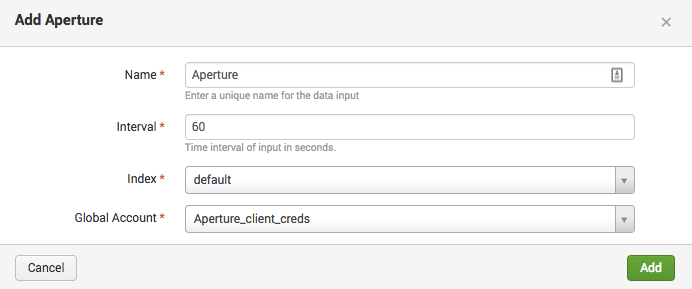 Add Aperture ×
Name * Aperture
Enter a unique name for the data input
Interval * 60
Time interval of input in seconds.
Index * default
Global Account * Aperture_client_creds
Cancel Add